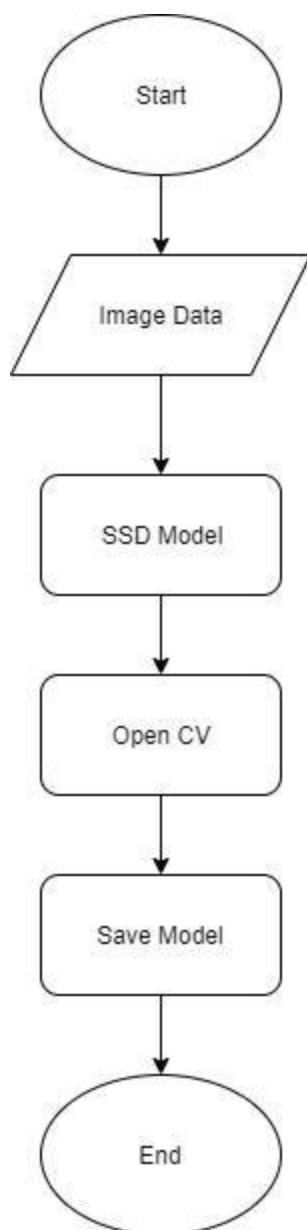 Start
Image Data
SSD Model
Open CV
Save Model
End